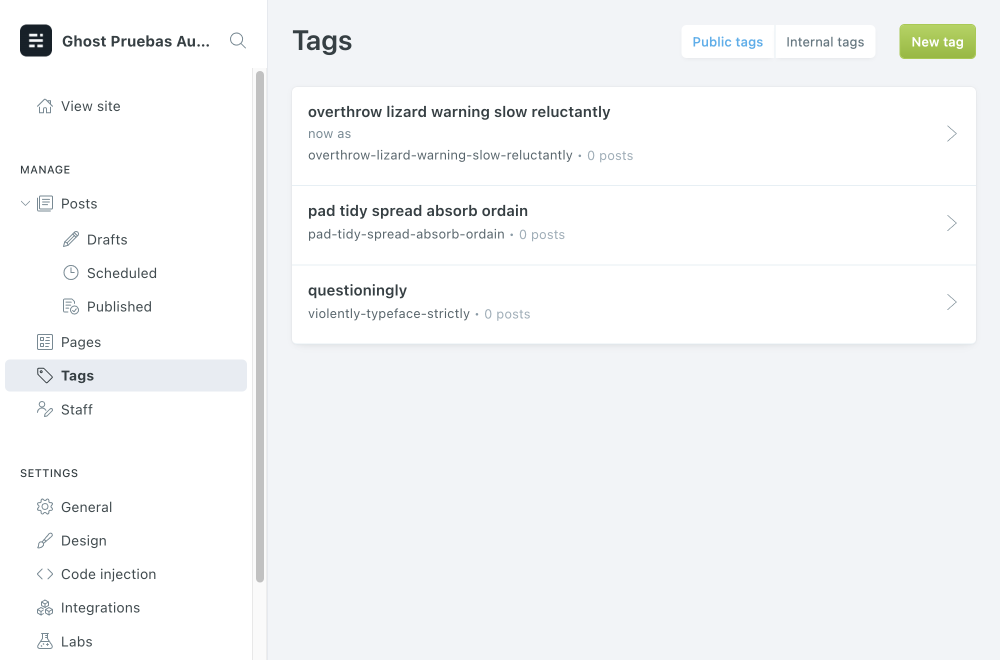 Ghost Pruebas Au...
View site
MANAGE
Posts
Drafts
Scheduled
Published
Pages
Tags
Staff
SETTINGS
General
Design
Code injection
Integrations
Labs
Tags
Public tags
Internal tags
New tag
overthrow lizard warning slow reluctantly
now as
overthrow-lizard-warning-slow-reluctantly • 0 posts
pad tidy spread absorb ordain
pad-tidy-spread-absorb-ordain • 0 posts
questioningly
violently-typeface-strictly • 0 posts